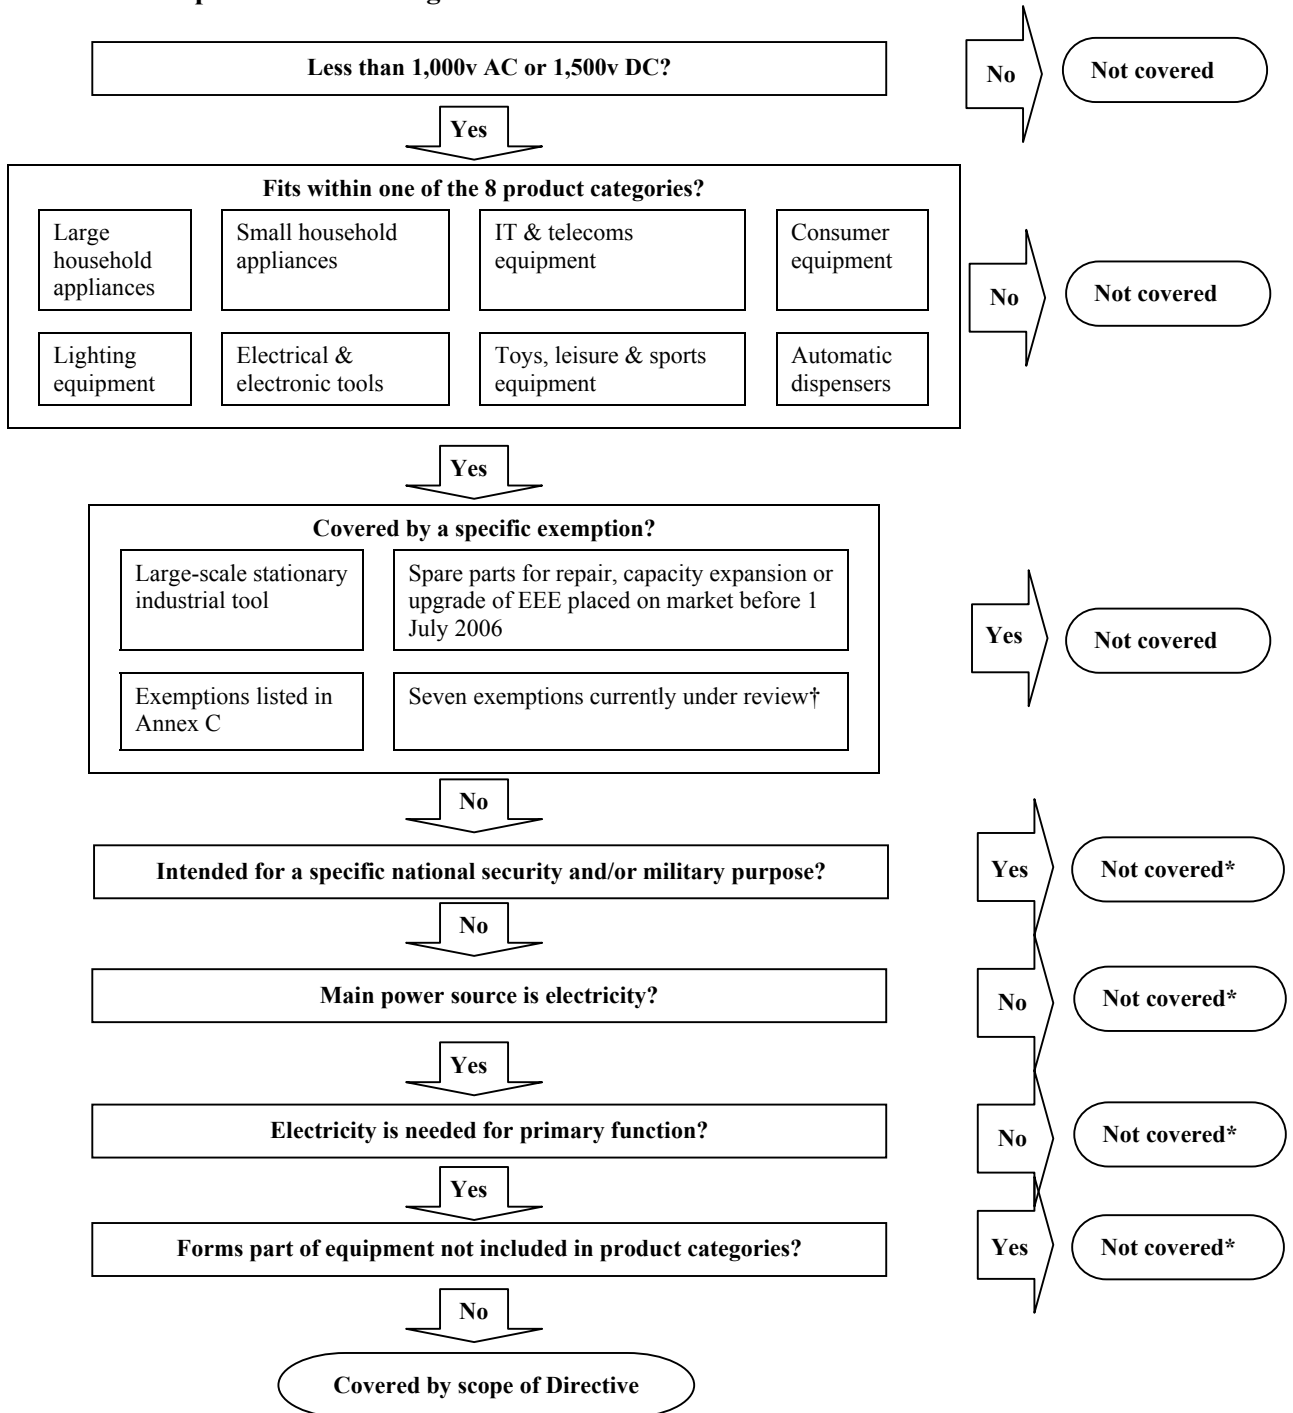 Less than 1,000v AC or 1,500v DC?
No
Not covered
Yes
Fits within one of the 8 product categories?
Large
household
appliances
Small household
appliances
IT & telecoms
equipment
Consumer
equipment
No
Not covered
Lighting
equipment
Electrical &
electronic tools
Toys, leisure & sports
equipment
Automatic
dispensers
Yes
Covered by a specific exemption?
Large-scale stationary
industrial tool
Spare parts for repair, capacity expansion or
upgrade of EEE placed on market before 1
July 2006
Yes
Not covered
Exemptions listed in
Annex C
Seven exemptions currently under review†
No
Intended for a specific national security and/or military purpose?
Yes
Not covered*
No
Main power source is electricity?
No
Not covered*
Yes
Electricity is needed for primary function?
No
Not covered*
Yes
Forms part of equipment not included in product categories?
Yes
Not covered*
No
Covered by scope of Directive